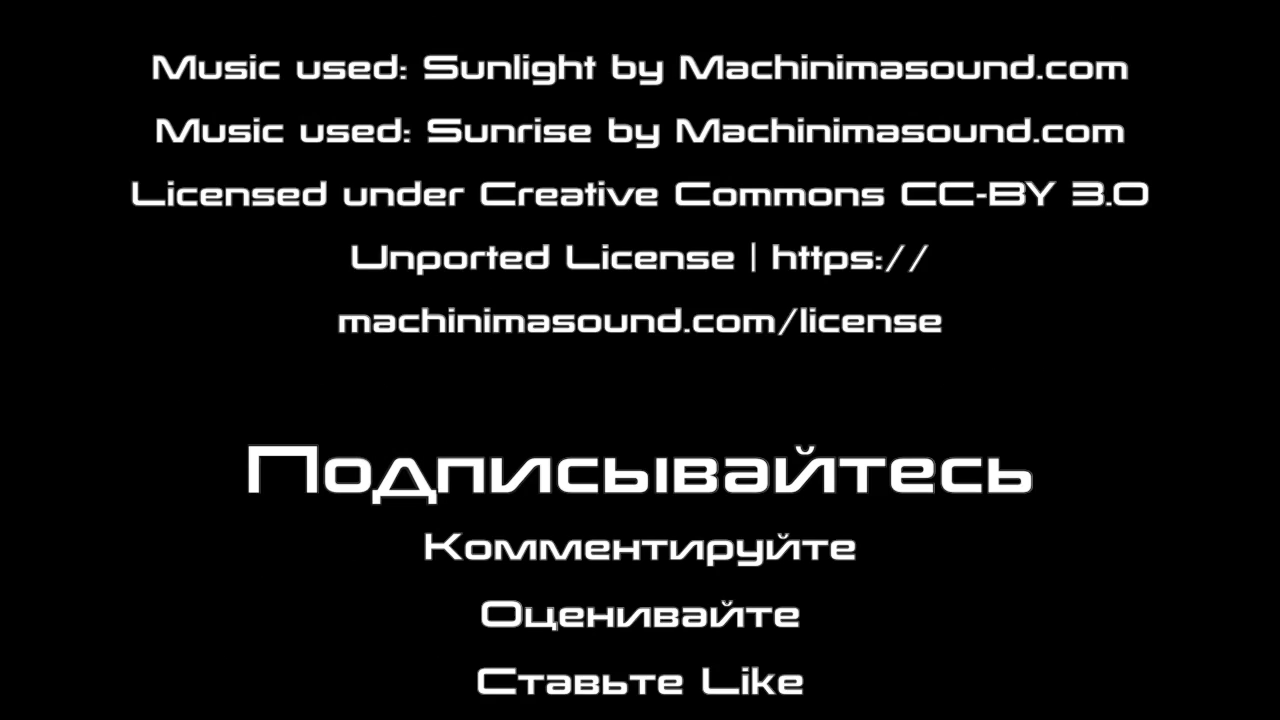 Music used: Sunlight by Machinimasound.com
Music used: Sunrise by Machinimasound.com
Licensed under Creative Commons CC-BY 3.0
Unported License | https://
machinimasound.com/license
Подписывайтесь
Комментируйте
Оценивайте
Ставьте Like